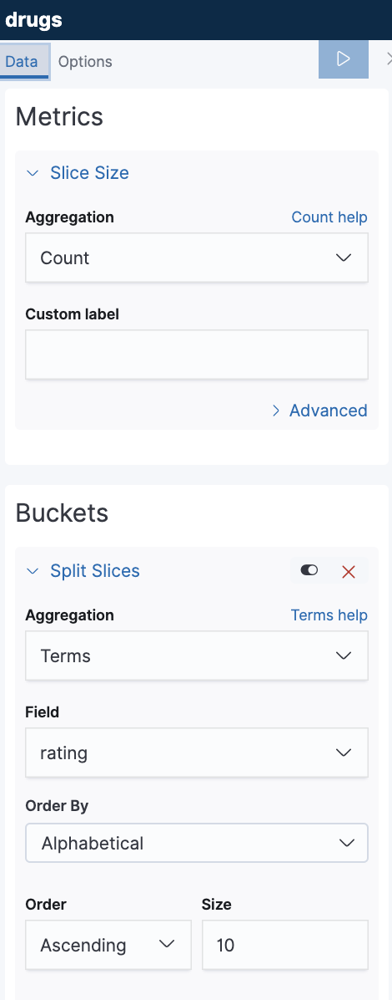 drugs
Data Options
Metrics
Slice Size
Aggregation Count help
Count
Custom label
Advanced
Buckets
Split Slices
Aggregation Terms help
Terms
Field
rating
Order By
Alphabetical
Order Size
Ascending 10